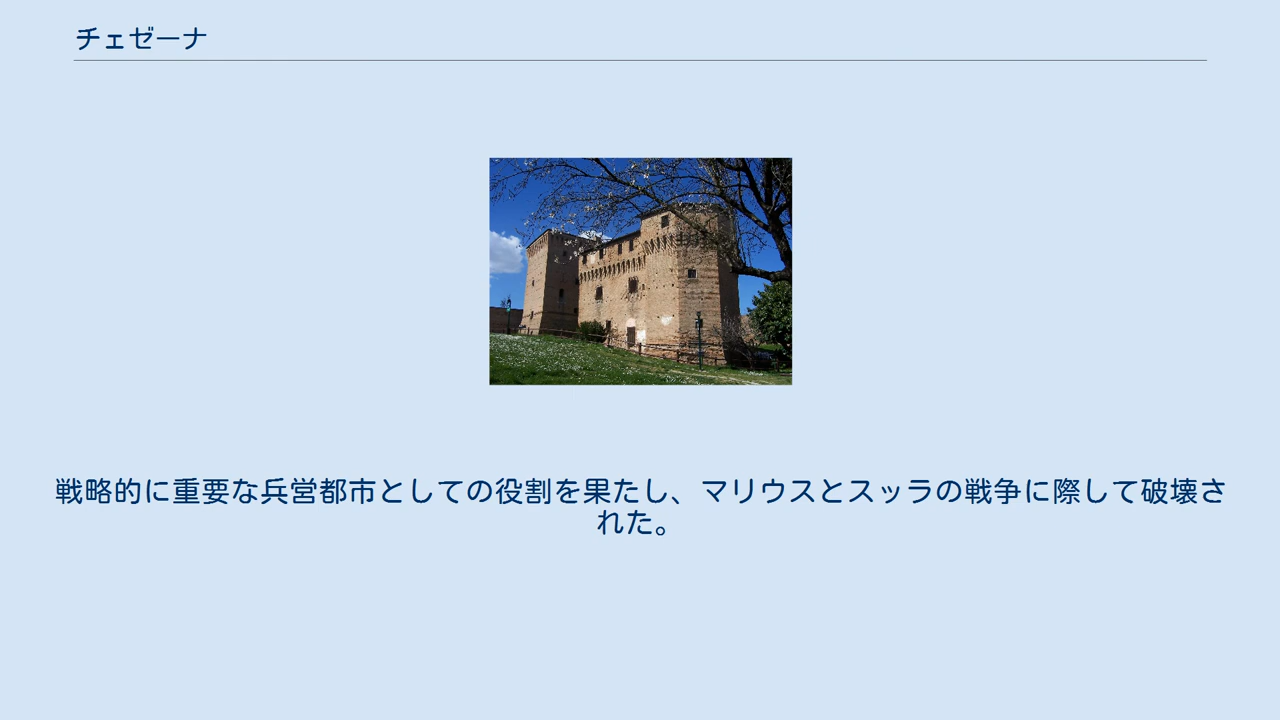 チェゼーナ
戦略的に重要な兵営都市としての役割を果たし、マリウスとスッラの戦争に際して破壊さ
れた。